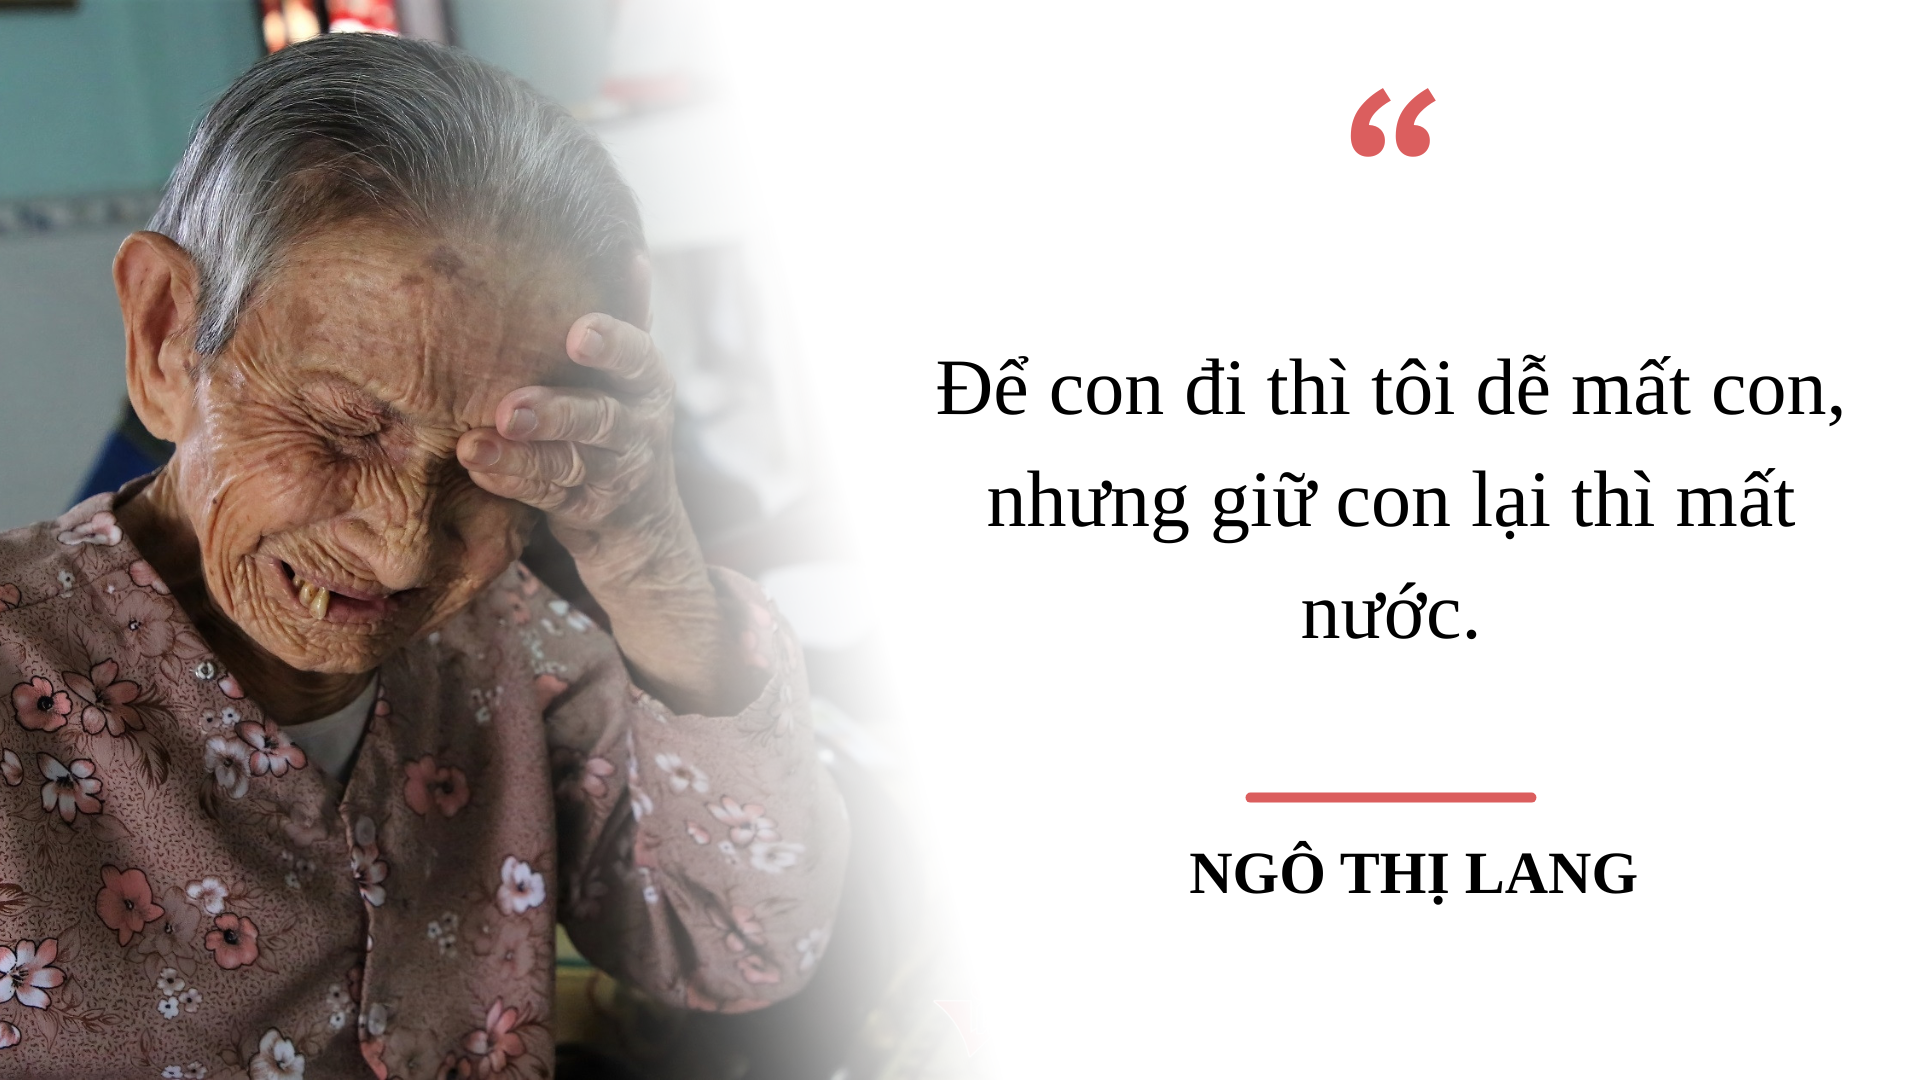 “
Để con đi thì tôi dễ mất con,
nhưng giữ con lại thì mất
nước.
NGÔ THỊ LANG